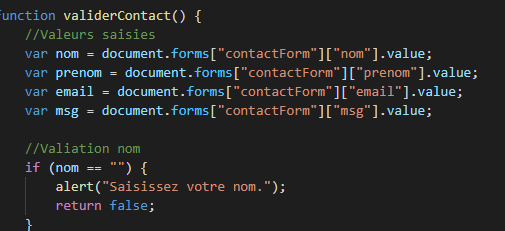 function validerContact() {
//Valeurs saisies
var nom = document.forms["contactForm"]["nom"].value;
var prenom = document.forms["contactForm"]["prenom"].value;
var email = document.forms["contactForm"]["email"].value;
var msg = document.forms["contactForm"]["msg"].value;
//Valiation nom
if (nom == "") {
alert("Saisissez votre nom.");
return false;
}